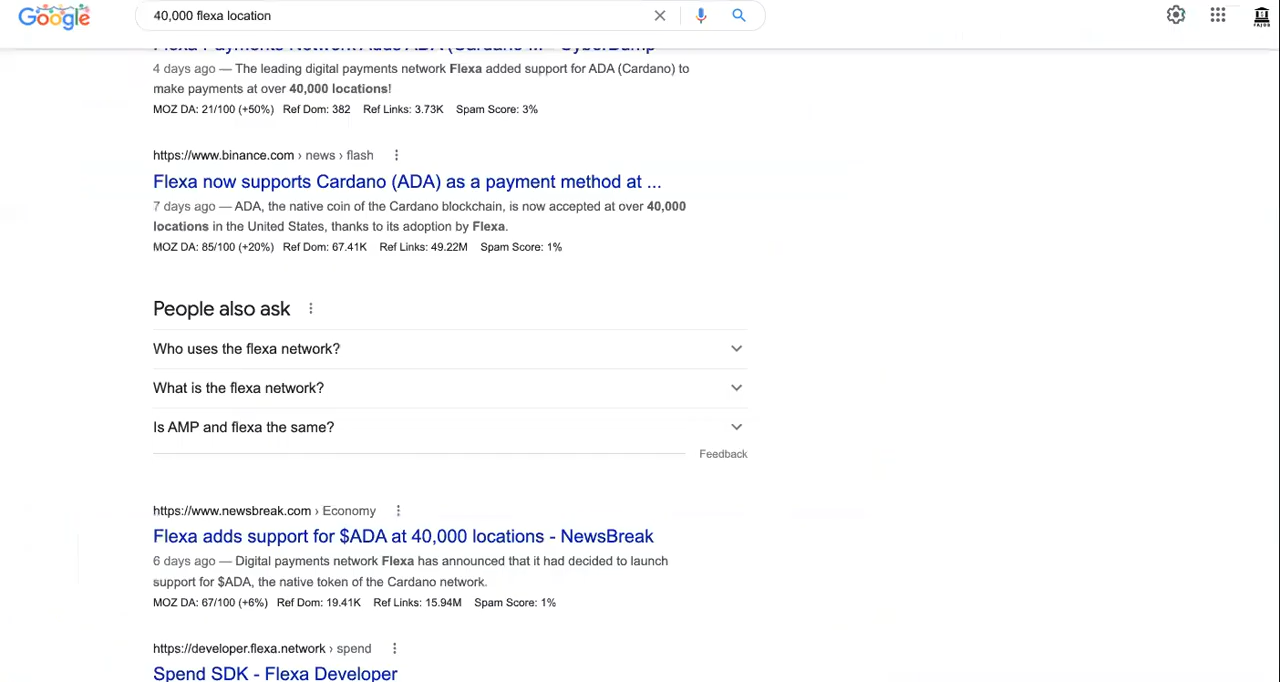 Google
40,000 flexa location
Flexa Payments Network Adds ADA (Cardano ... - CyberDump
4 days ago — The leading digital payments network Flexa added support for ADA (Cardano) to
make payments at over 40,000 locations!
MOZ DA: 21/100 (+50%) Ref Dom: 382 Ref Links: 3.73K Spam Score: 3%
https://www.binance.com › news › flash
Flexa now supports Cardano (ADA) as a payment method at ...
7 days ago — ADA, the native coin of the Cardano blockchain, is now accepted at over 40,000
locations in the United States, thanks to its adoption by Flexa.
MOZ DA: 85/100 (+20%) Ref Dom: 67.41K Ref Links: 49.22M Spam Score: 1%
People also ask
Who uses the flexa network?
What is the flexa network?
Is AMP and flexa the same?
Feedback
https://www.newsbreak.com › Economy
Flexa adds support for $ADA at 40,000 locations - NewsBreak
6 days ago — Digital payments network Flexa has announced that it had decided to launch
support for $ADA, the native token of the Cardano network.
MOZ DA: 67/100 (+6%) Ref Dom: 19.41K Ref Links: 15.94M Spam Score: 1%
https://developer.flexa.network › spend
Spend SDK - Flexa Developer